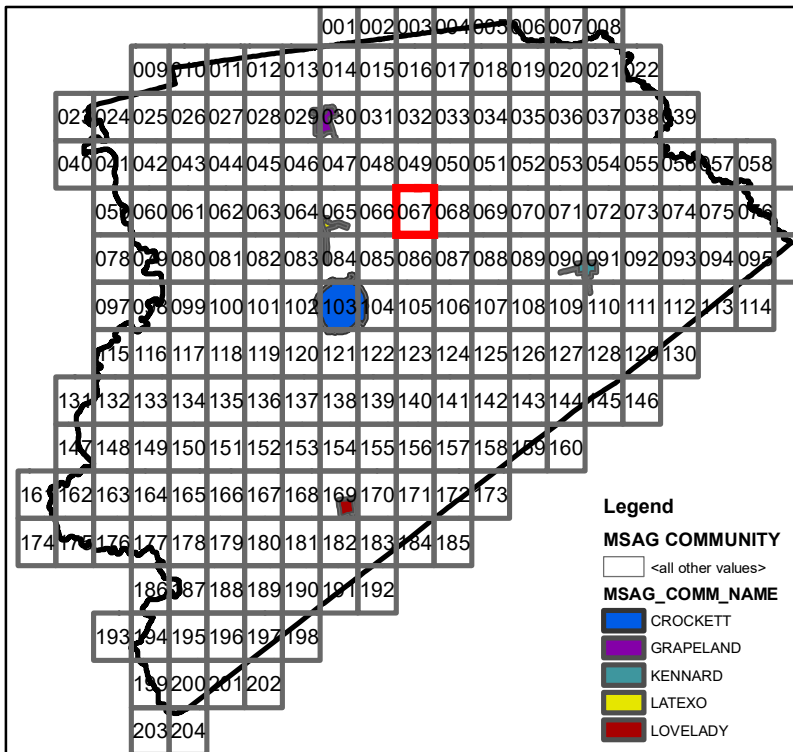 001 002 003 004 005 006 007 008
009 010 011 012 013 014 015 016 017 018 019 020 021 022
023 024 025 026 027 028 029 030 031 032 033 034 035 036 037 038 039
040 041 042 043 044 045 046 047 048 049 050 051 052 053 054 055 056 057 058
059 060 061 062 063 064 065 066 067 068 069 070 071 072 073 074 075 076
078 079 080 081 082 083 084 085 086 087 088 089 090 091 092 093 094 095
097 098 099 100 101 102 103 104 105 106 107 108 109 110 111 112 113 114
115 116 117 118 119 120 121 122 123 124 125 126 127 128 129 130
131 132 133 134 135 136 137 138 139 140 141 142 143 144 145 146
147 148 149 150 151 152 153 154 155 156 157 158 159 160
161 162 163 164 165 166 167 168 169 170 171 172 173
174 175 176 177 178 179 180 181 182 183 184 185
186 187 188 189 190 191 192
193 194 195 196 197 198
199 200 201 202
203 204
Legend
MSAG COMMUNITY
<all other values>
MSAG_COMM_NAME
CROCKETT
GRAPELAND
KENNARD
LATEXO
LOVELADY